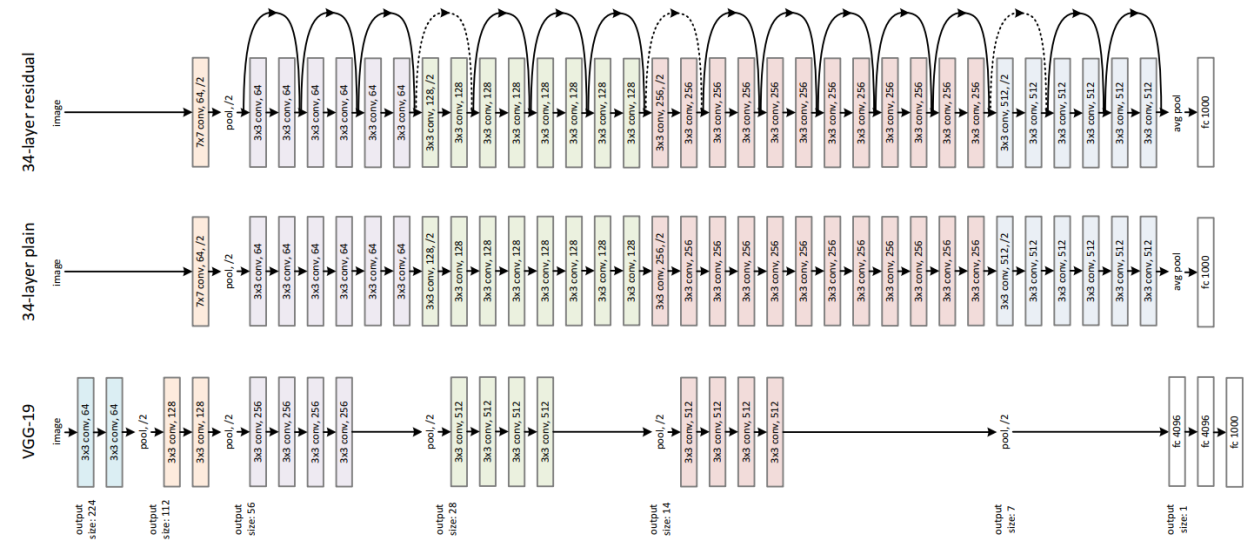 34-layer residual
image
7x7 conv, 64, /2
pool, /2
3x3 conv, 64
3x3 conv, 64
3x3 conv, 64
3x3 conv, 64
3x3 conv, 64
3x3 conv, 64
3x3 conv, 128, /2
3x3 conv, 128
3x3 conv, 128
3x3 conv, 128
3x3 conv, 128
3x3 conv, 128
3x3 conv, 128
3x3 conv, 128
3x3 conv, 256, /2
3x3 conv, 256
3x3 conv, 256
3x3 conv, 256
3x3 conv, 256
3x3 conv, 256
3x3 conv, 256
3x3 conv, 256
3x3 conv, 256
3x3 conv, 256
3x3 conv, 256
3x3 conv, 256
3x3 conv, 512, /2
3x3 conv, 512
3x3 conv, 512
3x3 conv, 512
3x3 conv, 512
3x3 conv, 512
avg pool
fc 1000
34-layer plain
image
7x7 conv, 64, /2
pool, /2
3x3 conv, 64
3x3 conv, 64
3x3 conv, 64
3x3 conv, 64
3x3 conv, 64
3x3 conv, 64
3x3 conv, 128, /2
3x3 conv, 128
3x3 conv, 128
3x3 conv, 128
3x3 conv, 128
3x3 conv, 128
3x3 conv, 128
3x3 conv, 128
3x3 conv, 256, /2
3x3 conv, 256
3x3 conv, 256
3x3 conv, 256
3x3 conv, 256
3x3 conv, 256
3x3 conv, 256
3x3 conv, 256
3x3 conv, 256
3x3 conv, 256
3x3 conv, 256
3x3 conv, 256
3x3 conv, 512, /2
3x3 conv, 512
3x3 conv, 512
3x3 conv, 512
3x3 conv, 512
3x3 conv, 512
avg pool
fc 1000
VGG-19
image
3x3 conv, 64
3x3 conv, 64
pool, /2
3x3 conv, 128
3x3 conv, 128
pool, /2
3x3 conv, 256
3x3 conv, 256
3x3 conv, 256
3x3 conv, 256
pool, /2
3x3 conv, 512
3x3 conv, 512
3x3 conv, 512
3x3 conv, 512
pool, /2
3x3 conv, 512
3x3 conv, 512
3x3 conv, 512
3x3 conv, 512
pool, /2
fc 4096
fc 4096
fc 1000
output
size: 224
output
size: 112
output
size: 56
output
size: 28
output
size: 14
output
size: 7
output
size: 1